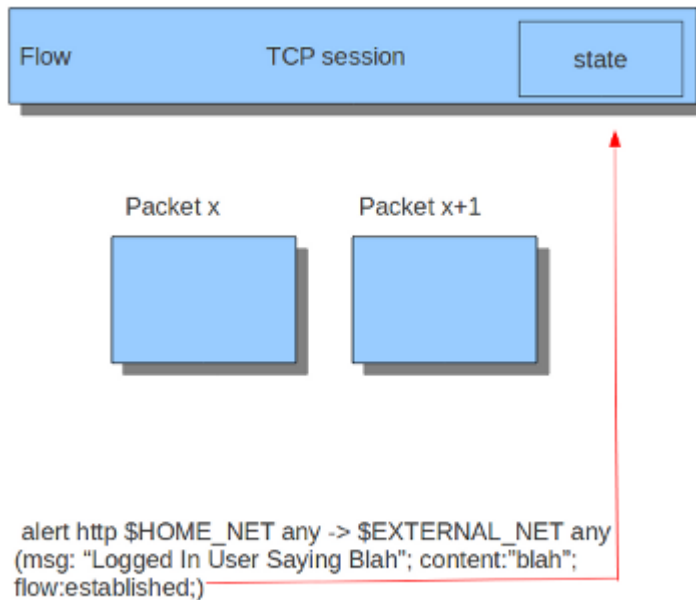 Flow TCP session state
Packet x Packet x+1
alert http $HOME_NET any -> $EXTERNAL_NET any
(msg: “Logged In User Saying Blah"; content:"blah";
flow:established;)